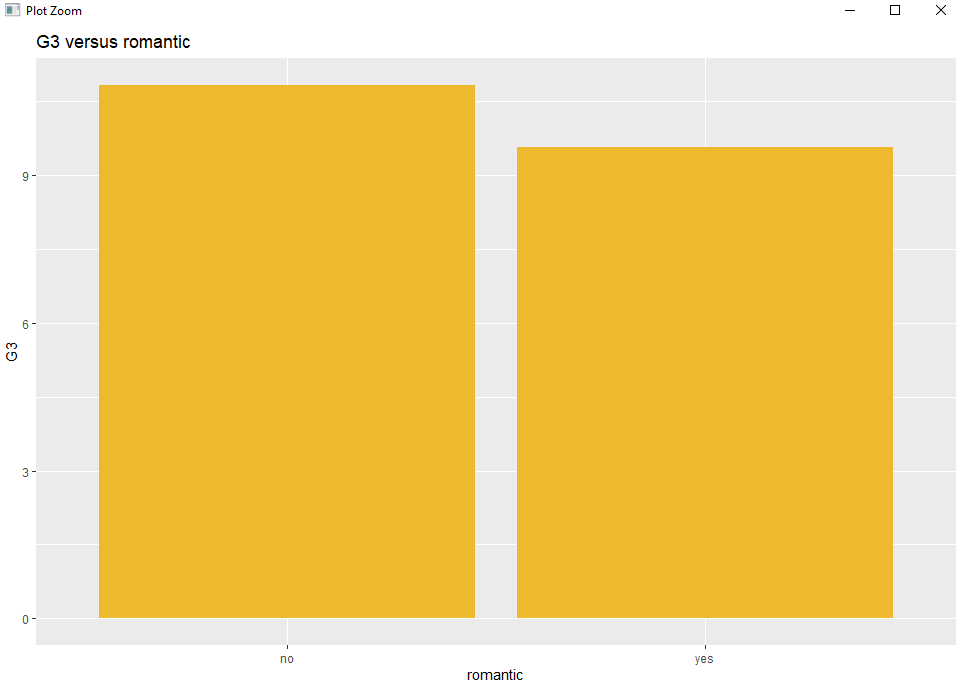 Plot Zoom
G3 versus romantic
9
6
3
0
G3
no yes
romantic